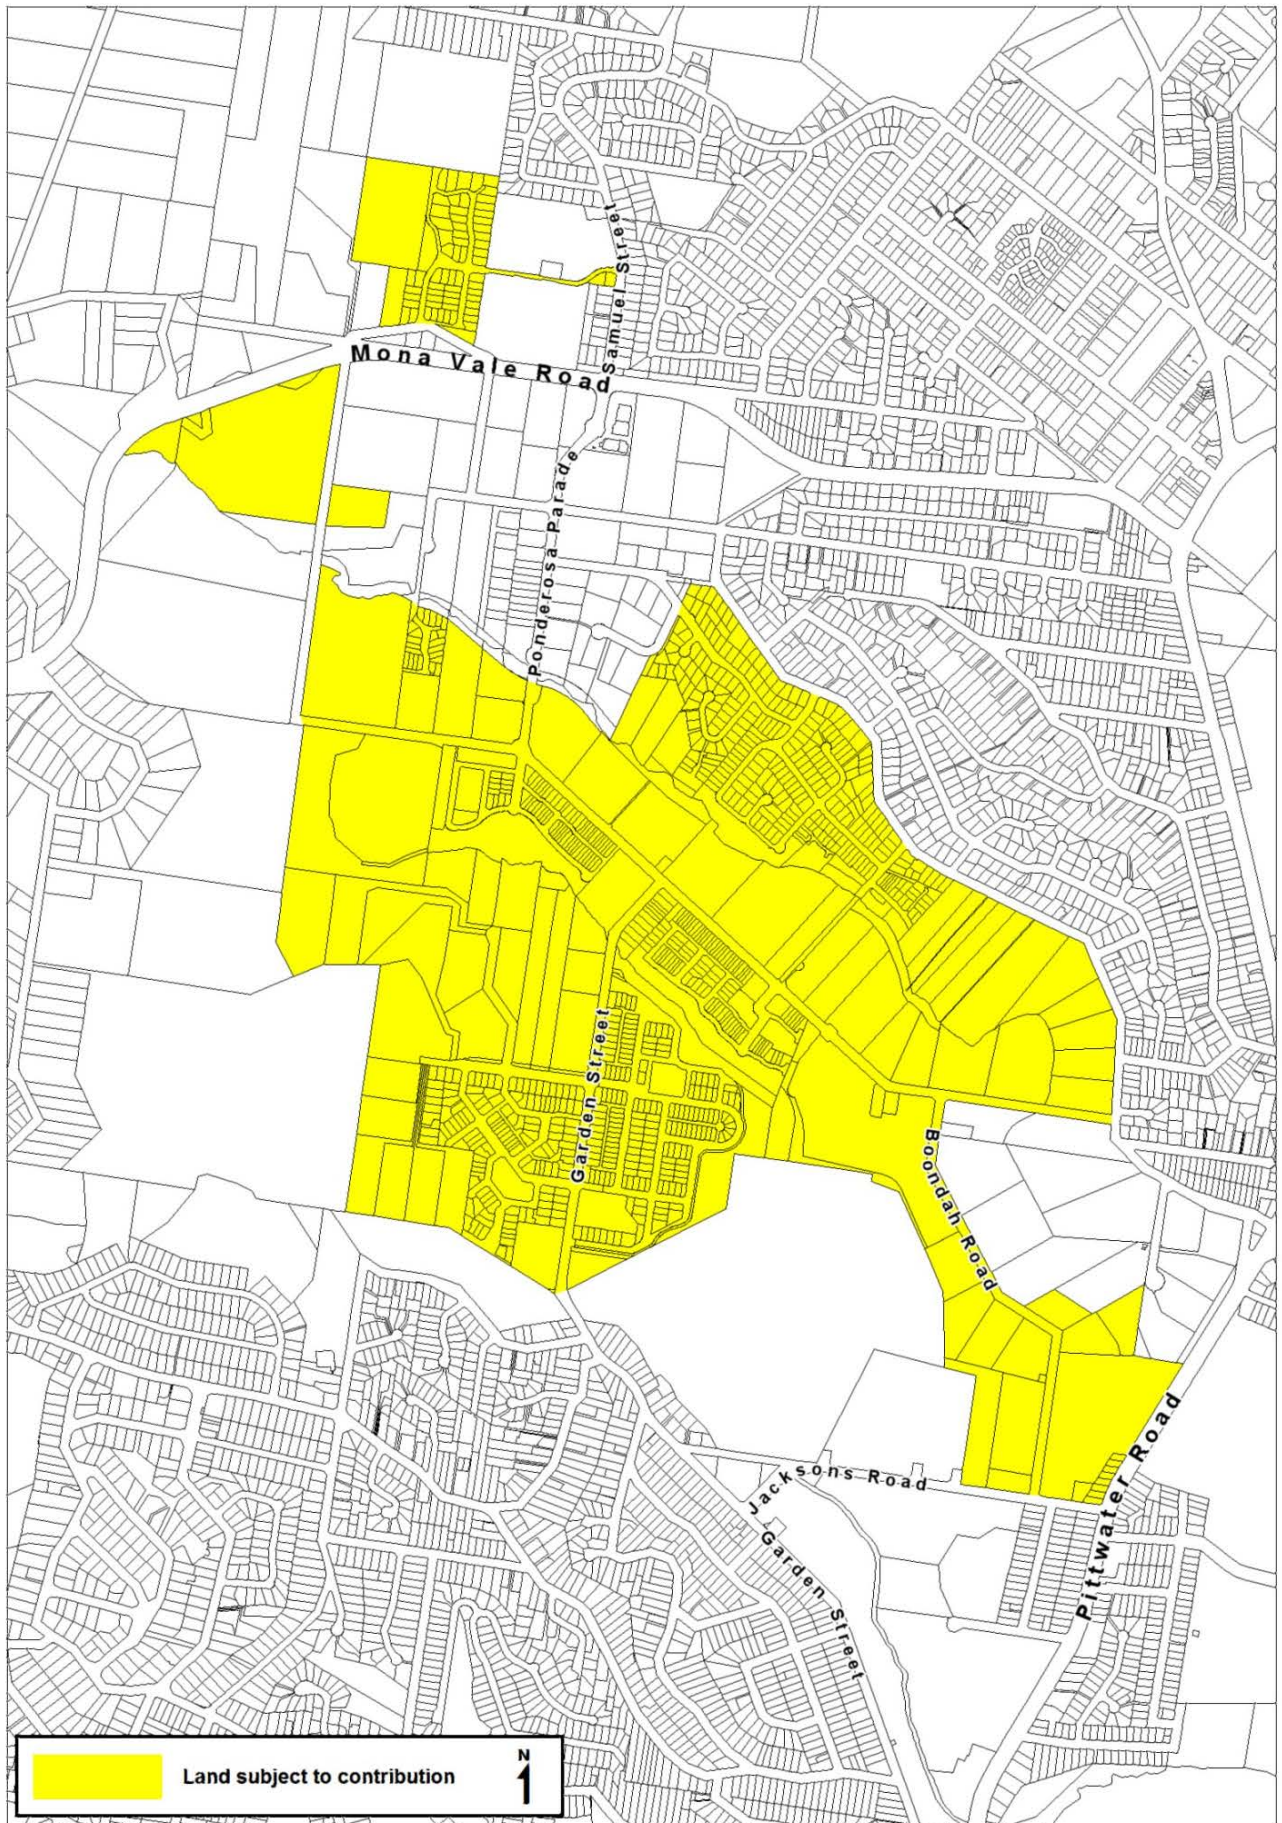 Samuel Street
Mona Vale Road
Ponderosa Parade
Garden Street
Boondah Road
Pittwater Road
Jacksons Road
Garden Street
Land subject to contribution
N